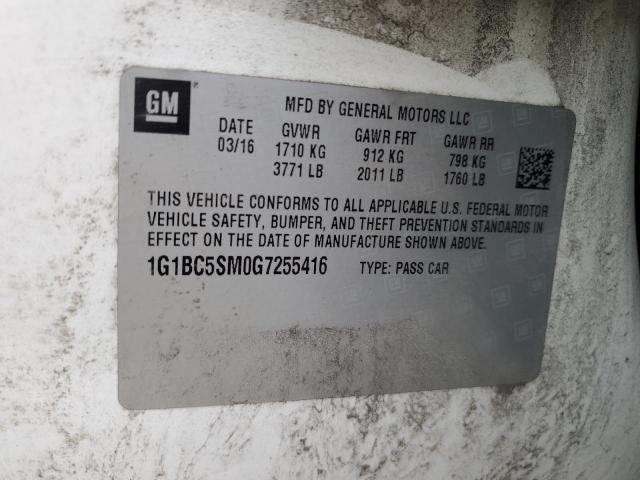 GM
MFD BY GENERAL MOTORS LLC
DATE GVWR GAWR FRT GAWR RR
03/16 1710 KG 912 KG 798 KG
3771 LB 2011 LB 1760 LB
THIS VEHICLE CONFORMS TO ALL APPLICABLE U.S. FEDERAL MOTOR
VEHICLE SAFETY, BUMPER, AND THEFT PREVENTION STANDARDS IN
EFFECT ON THE DATE OF MANUFACTURE SHOWN ABOVE.
1G1BC5SM0G7255416 TYPE: PASS CAR